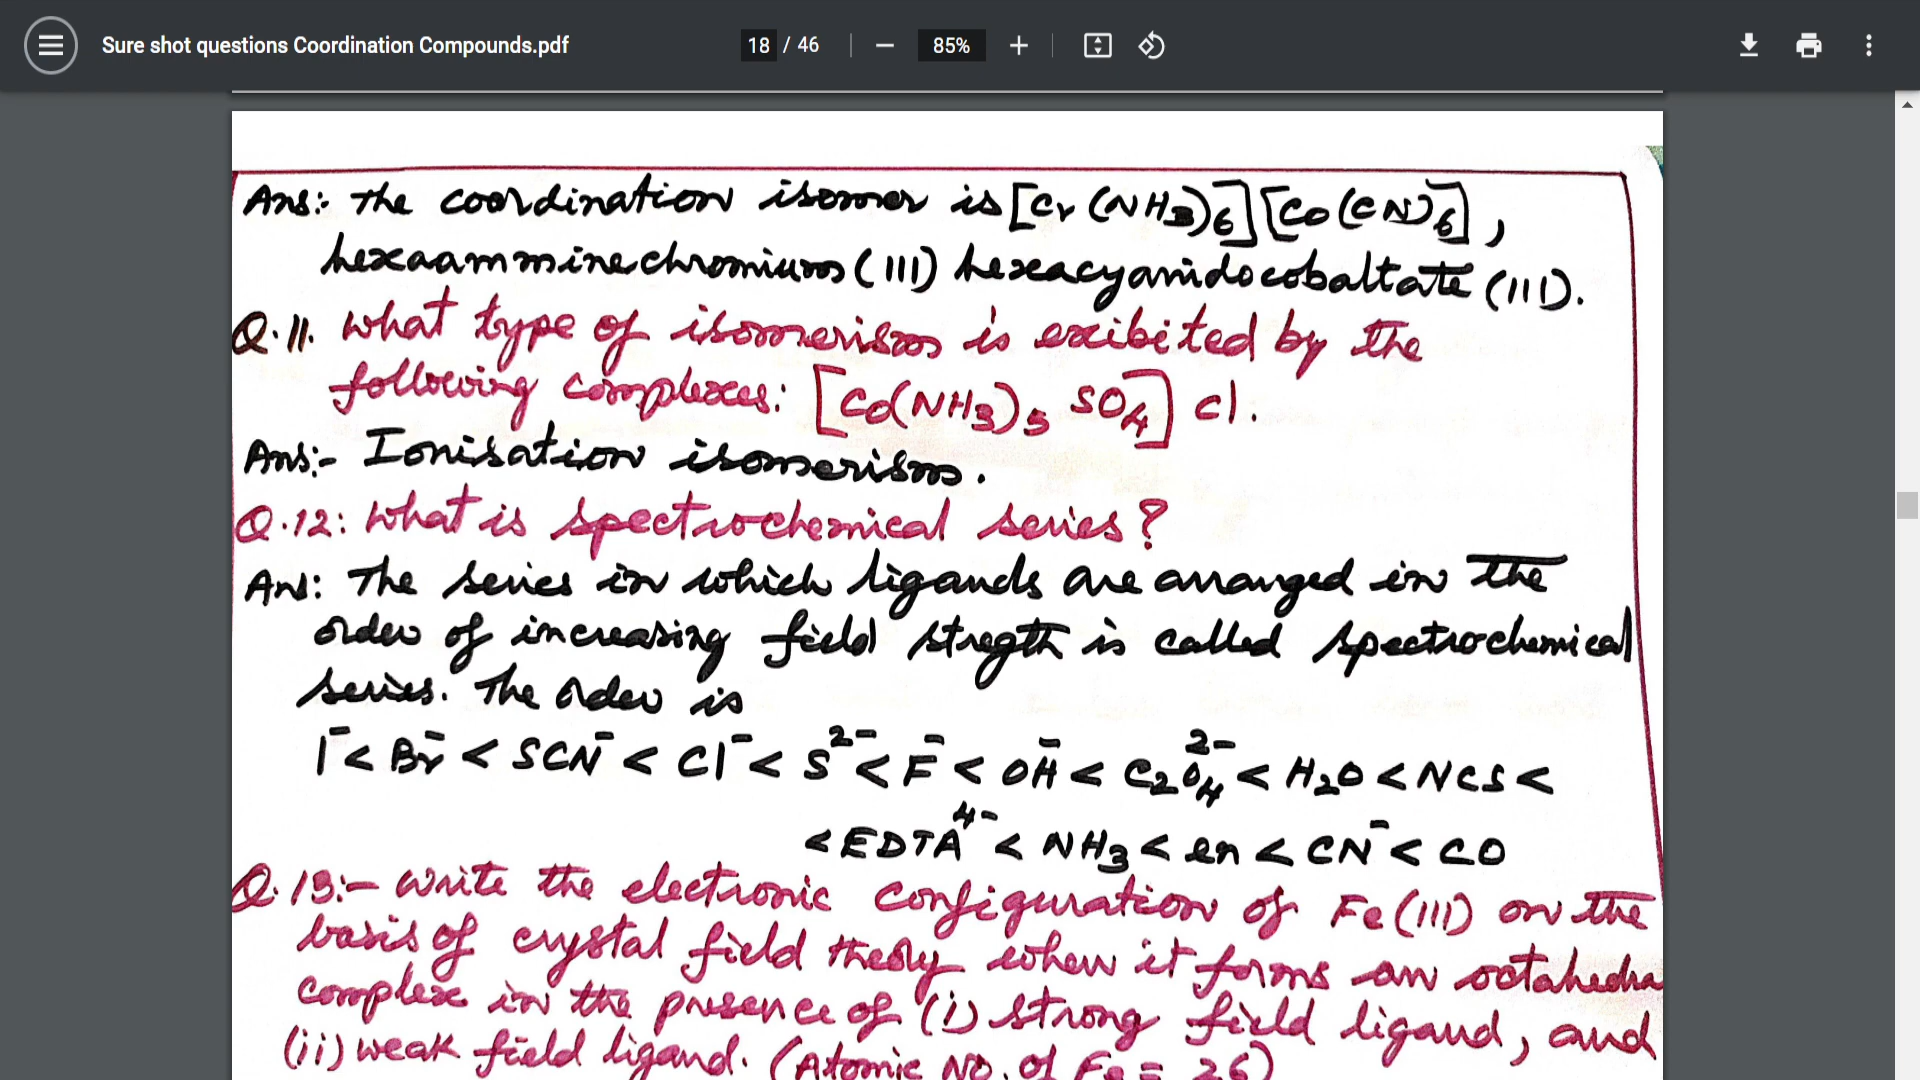 Sure shot questions Coordination Compounds.pdf
18 / 46
85%
Ans:- The coordination isomer is [Cr(NH3)6][Co(CN)6],
hexaamminechromium(III) hexacyanidocobaltate (III).
Q.11. What type of isomerism is exibited by the
following complexes: [Co(NH3)5 SO4] Cl.
Ans:- Ionisation isomerism.
Q.12: What is spectrochemical series?
Ans: The series in which ligands are arranged in the
order of increasing field stregth is called spectrochemical
series. The order is
I⁻ < Br⁻ < SCN⁻ < Cl⁻ < S²⁻ < F⁻ < OH⁻ < C₂O₄²⁻ < H₂O < NCS <
< EDTA⁴⁻ < NH₃ < en < CN⁻ < CO
Q.13:- Write the electronic configuration of Fe(III) on the
basis of crystal field theory when it forms an octahedra
complex in the presence of (i) strong field ligand, and
(ii) weak field ligand. (Atomic No. of Fe = 26)